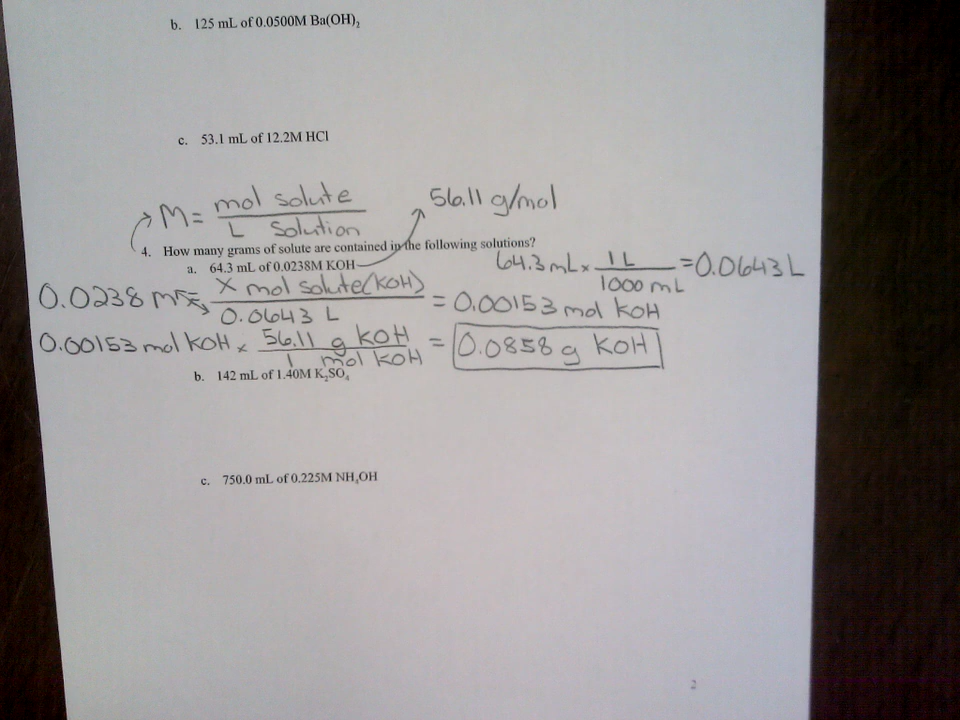 b. 125 mL of 0.0500M Ba(OH)₂
c. 53.1 mL of 12.2M HCl
M = mol solute / L Solution
56.11 g/mol
4. How many grams of solute are contained in the following solutions?
a. 64.3 mL of 0.0238M KOH
64.3 mL × 1 L / 1000 mL = 0.0643 L
0.0238 M = X mol solute (KOH) / 0.0643 L = 0.00153 mol KOH
0.00153 mol KOH × 56.11 g KOH / 1 mol KOH = 0.0858 g KOH
b. 142 mL of 1.40M K₂SO₄
c. 750.0 mL of 0.225M NH₄OH
2